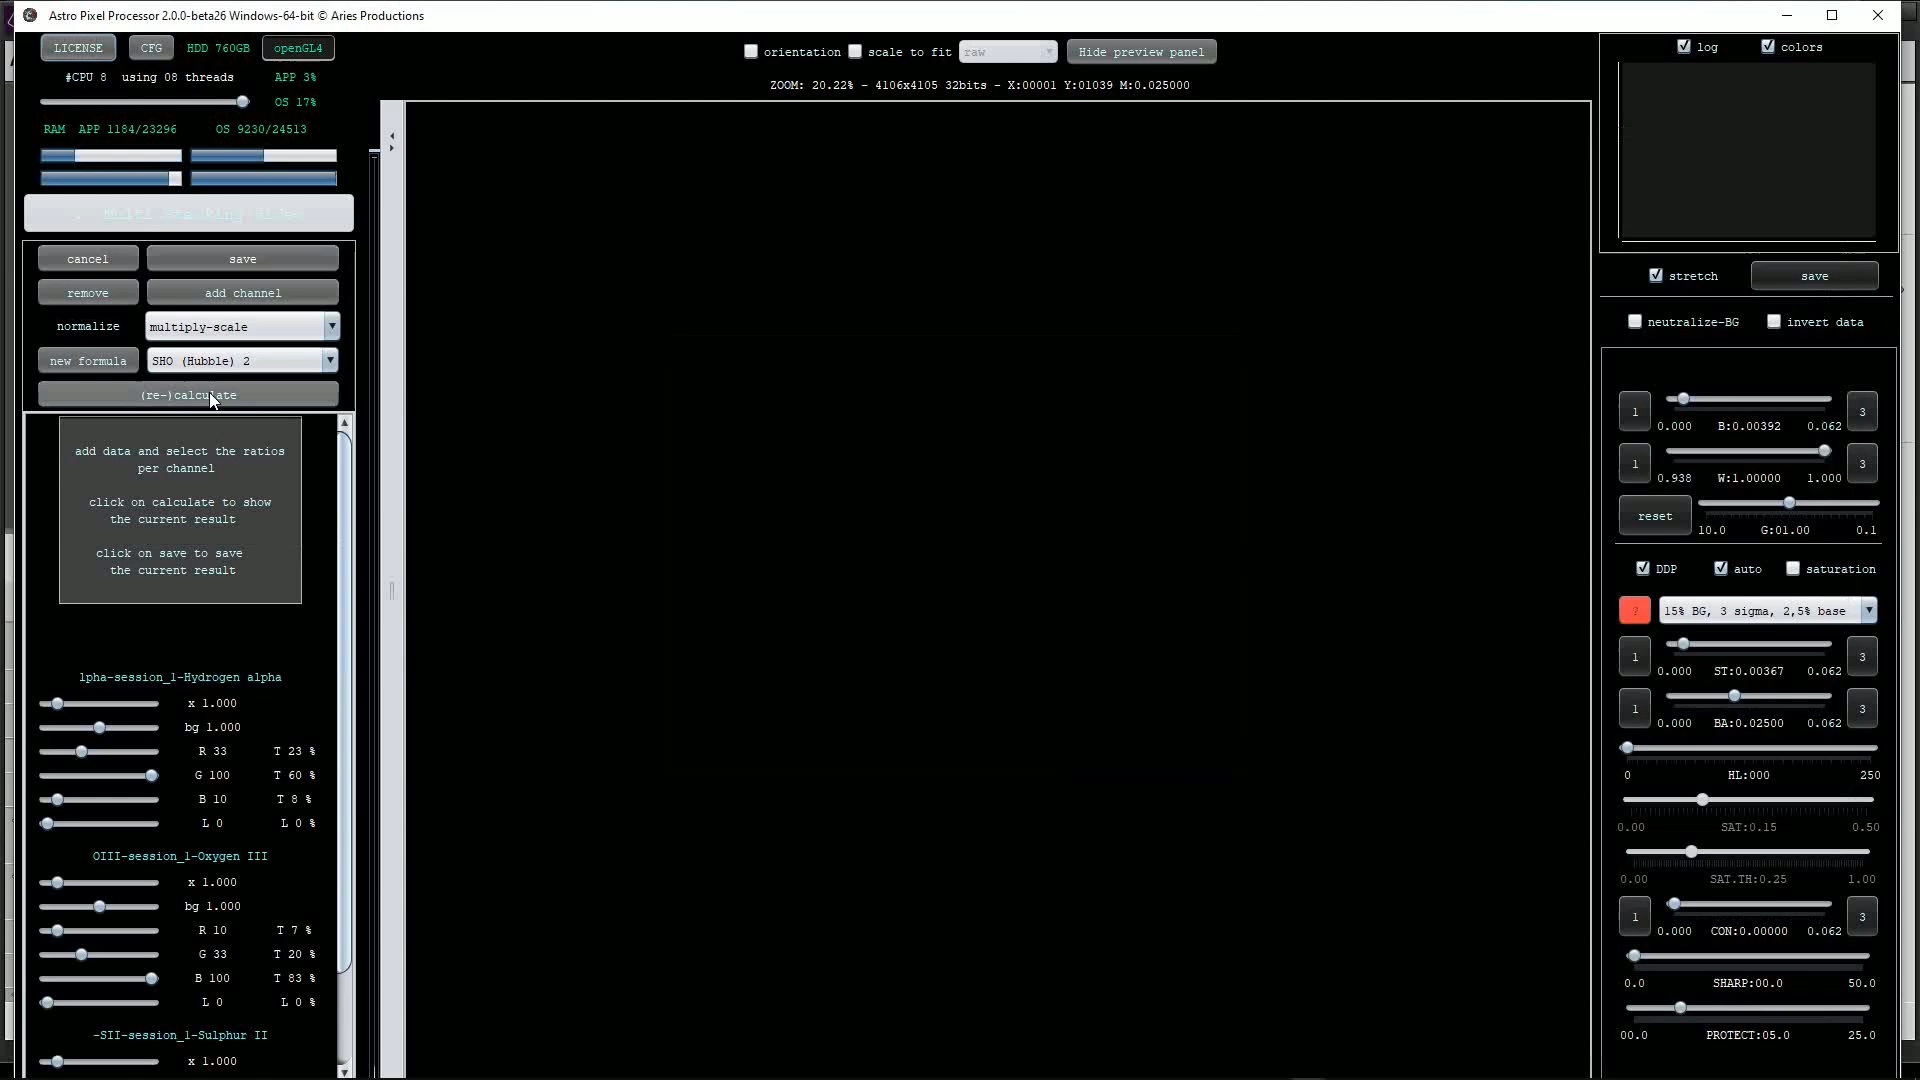 Astro Pixel Processor 2.0.0-beta26 Windows-64-bit © Aries Productions
LICENSE CFG HDD 760GB openGL4
#CPU 8 using 08 threads APP 3%
OS 17%
RAM APP 1184/23296 OS 9230/24513
cancel save
remove add channel
normalize multiply-scale
new formula SHO (Hubble) 2
(re-)calculate
add data and select the ratios
per channel
click on calculate to show
the current result
click on save to save
the current result
lpha-session_1-Hydrogen alpha
x 1.000
bg 1.000
R 33 T 23 %
G 100 T 60 %
B 10 T 8 %
L 0 L 0 %
OIII-session_1-Oxygen III
x 1.000
bg 1.000
R 10 T 7 %
G 33 T 20 %
B 100 T 83 %
L 0 L 0 %
-SII-session_1-Sulphur II
x 1.000
orientation scale to fit raw Hide preview panel
ZOOM: 20.22% - 4106x4105 32bits - X:00001 Y:01039 M:0.025000
log colors
stretch save
neutralize-BG invert data
1 3
0.000 B:0.00392 0.062
1 3
0.938 W:1.00000 1.000
reset
10.0 G:01.00 0.1
DDP auto saturation
? 15% BG, 3 sigma, 2,5% base
1 3
0.000 ST:0.00367 0.062
1 3
0.000 BA:0.02500 0.062
0 HL:000 250
0.00 SAT:0.15 0.50
0.00 SAT.TH:0.25 1.00
1 3
0.000 CON:0.00000 0.062
0.0 SHARP:00.0 50.0
00.0 PROTECT:05.0 25.0